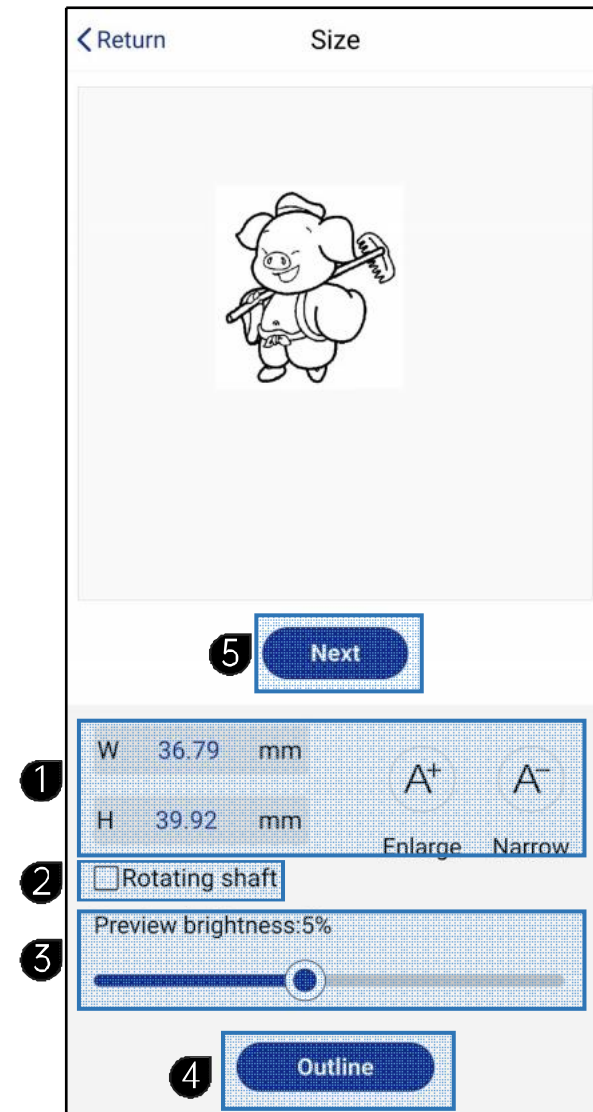 Return Size
5 Next
1
W 36.79 mm
A+ A-
H 39.92 mm
Enlarge Narrow
2 Rotating shaft
3 Preview brightness:5%
4 Outline